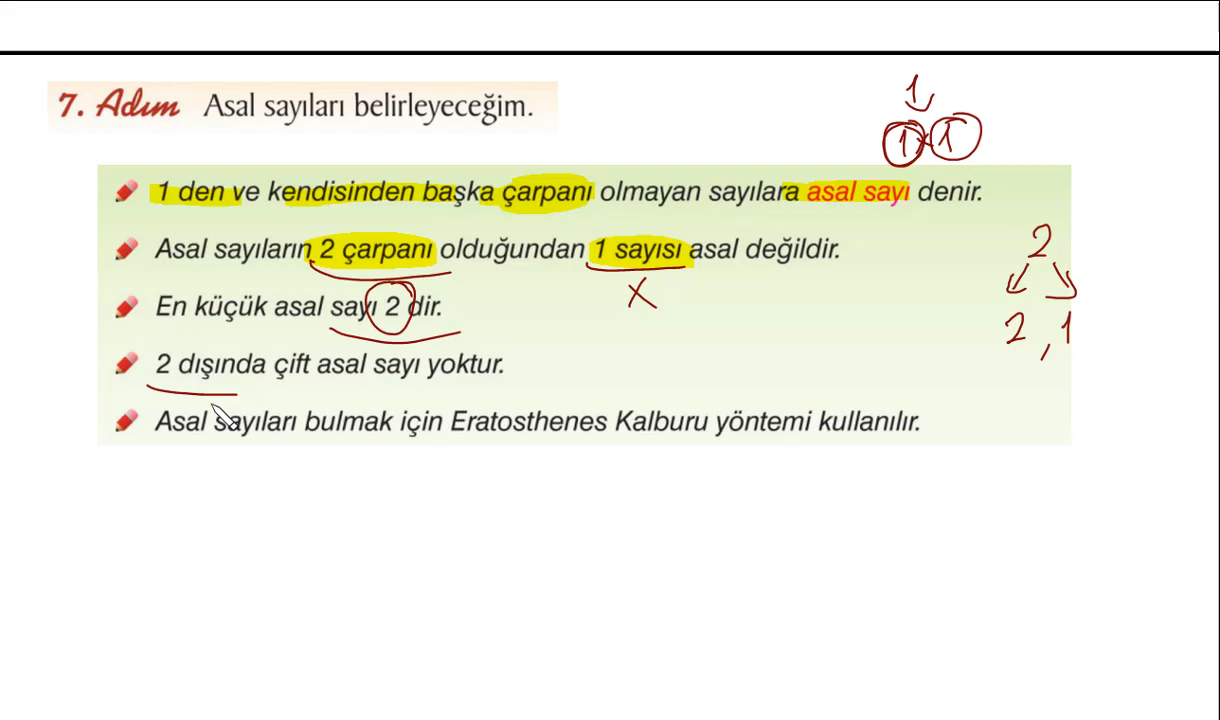 7. Adım Asal sayıları belirleyeceğim.
1
1 x 1
1 den ve kendisinden başka çarpanı olmayan sayılara asal sayı denir.
Asal sayıların 2 çarpanı olduğundan 1 sayısı asal değildir.
2
x
En küçük asal sayı 2 dir.
2 , 1
2 dışında çift asal sayı yoktur.
Asal sayıları bulmak için Eratosthenes Kalburu yöntemi kullanılır.